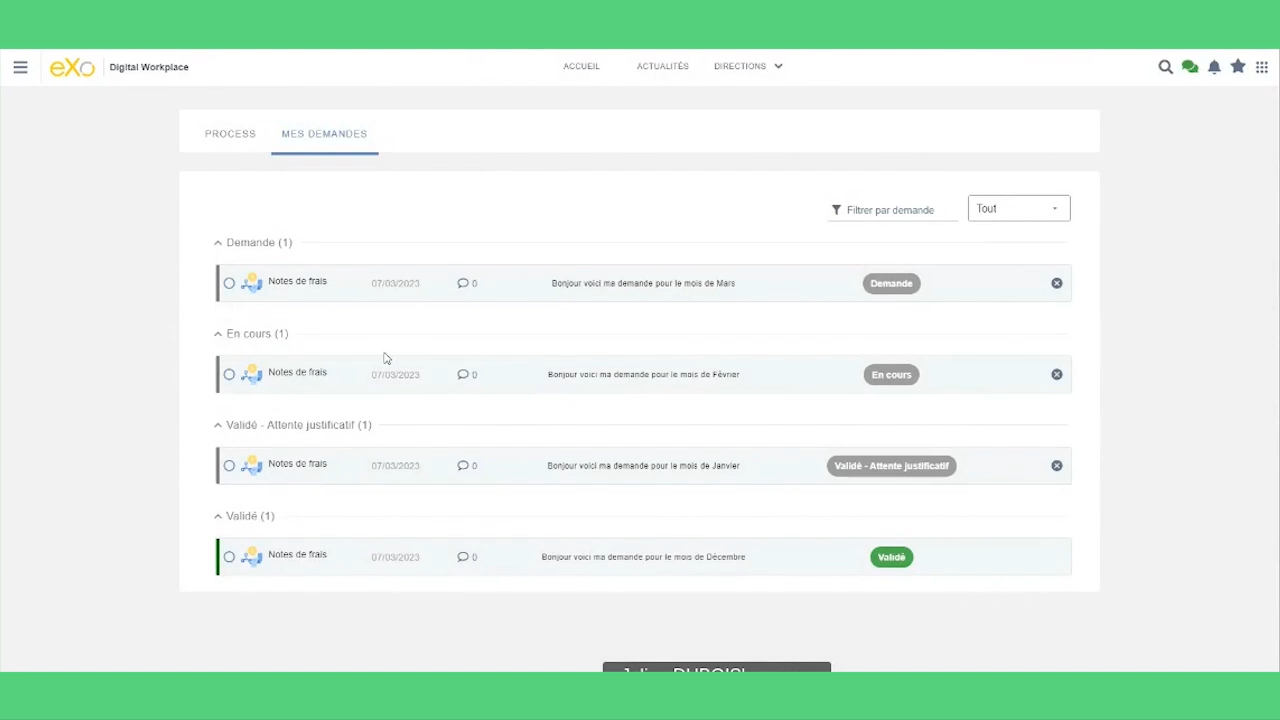 eXo Digital Workplace ACCUEIL ACTUALITÉS DIRECTIONS
PROCESS MES DEMANDES
Filtrer par demande Tout
Demande (1)
Notes de frais 07/03/2023 0 Bonjour voici ma demande pour le mois de Mars Demande
En cours (1)
Notes de frais 07/03/2023 0 Bonjour voici ma demande pour le mois de Février En cours
Validé - Attente justificatif (1)
Notes de frais 07/03/2023 0 Bonjour voici ma demande pour le mois de Janvier Validé - Attente justificatif
Validé (1)
Notes de frais 07/03/2023 0 Bonjour voici ma demande pour le mois de Décembre Validé